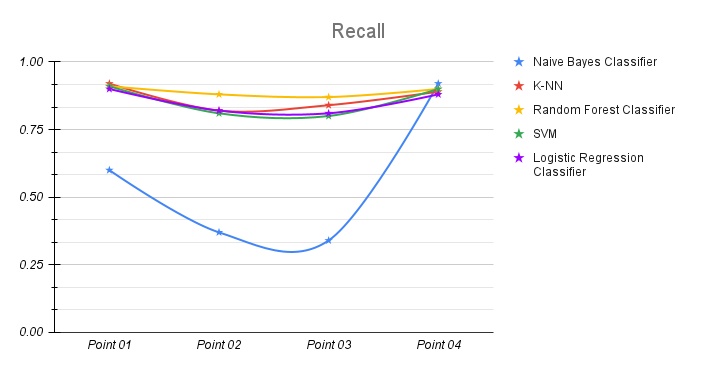 Recall
1.00
0.75
0.50
0.25
0.00
Point 01
Point 02
Point 03
Point 04
Naive Bayes Classifier
K-NN
Random Forest Classifier
SVM
Logistic Regression
Classifier